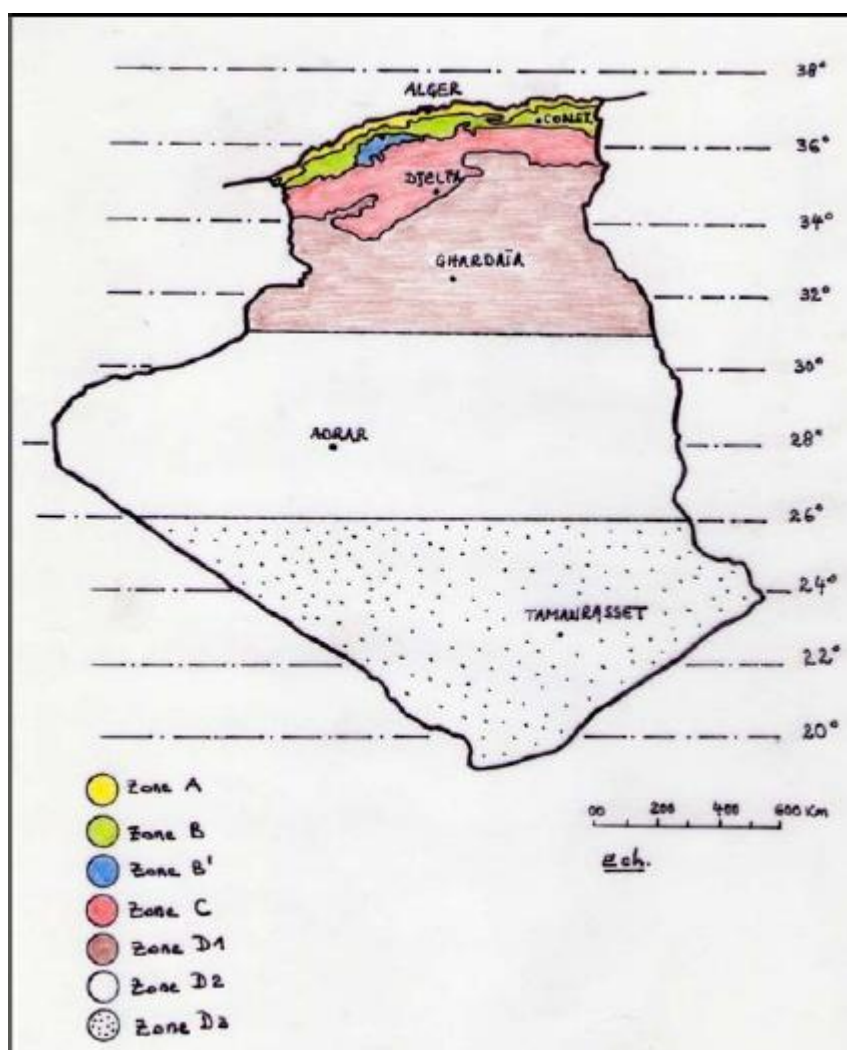 38°
ALGER
CONST
36°
DJELFA
34°
GHARDAÏA
32°
30°
ADRAR
28°
26°
24°
TAMANRASSET
22°
20°
Zone A
00 200 400 600 Km
Zone B
ech.
Zone B'
Zone C
Zone D1
Zone D2
Zone D3